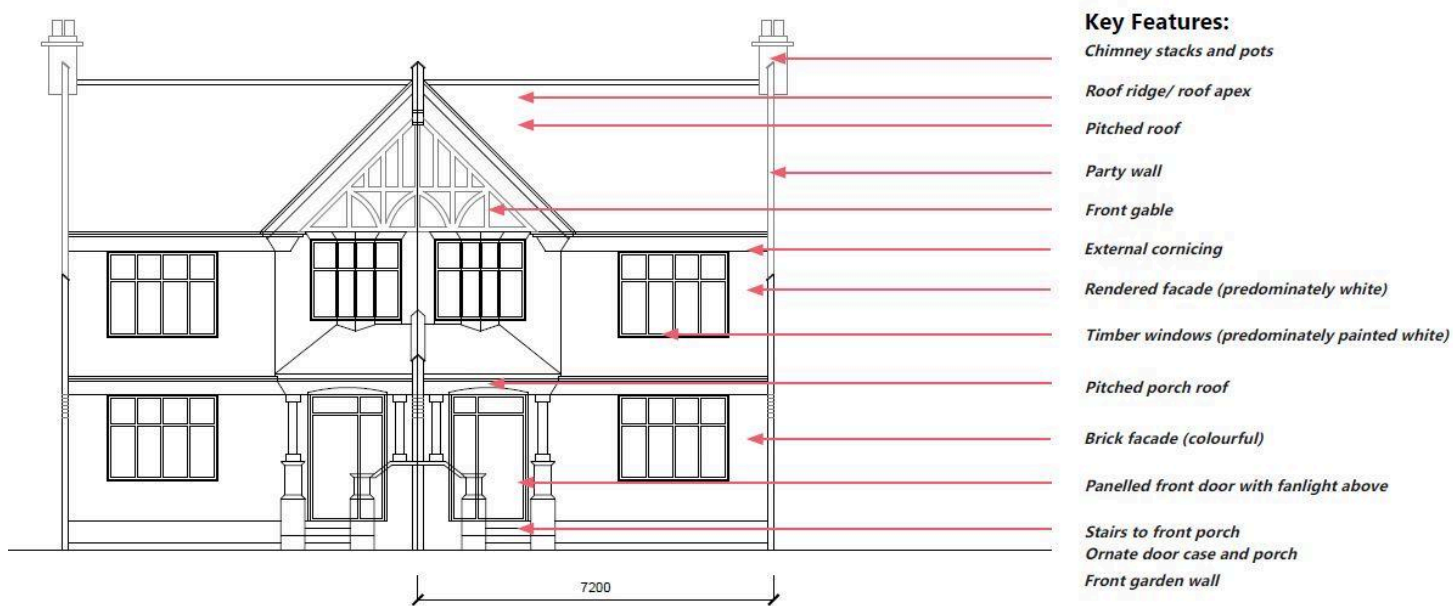 Key Features:
Chimney stacks and pots
Roof ridge/ roof apex
Pitched roof
Party wall
Front gable
External cornicing
Rendered facade (predominately white)
Timber windows (predominately painted white)
Pitched porch roof
Brick facade (colourful)
Panelled front door with fanlight above
Stairs to front porch
Ornate door case and porch
Front garden wall
7200